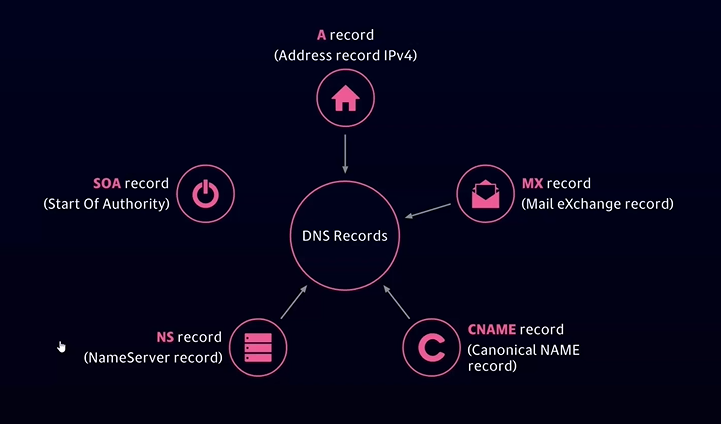 A record
(Address record IPv4)
SOA record
(Start Of Authority)
MX record
(Mail eXchange record)
DNS Records
NS record
(NameServer record)
CNAME record
(Canonical NAME
record)